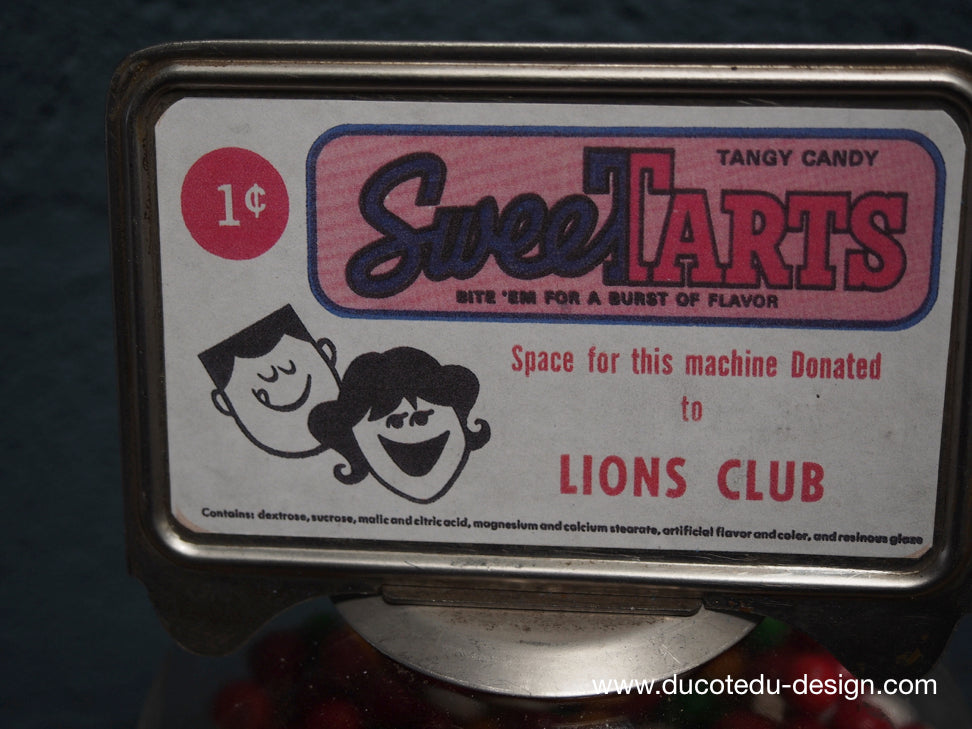 1¢
TANGY CANDY
SweeTARTS
BITE 'EM FOR A BURST OF FLAVOR
Space for this machine Donated
to
LIONS CLUB
Contains: dextrose, sucrose, malic and citric acid, magnesium and calcium stearate, artificial flavor and color, and resinous glaze
www.ducotedu-design.com